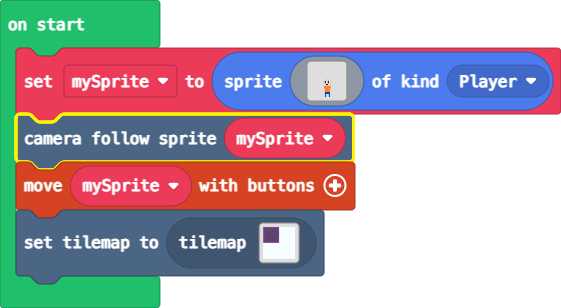 on start
set mySprite to sprite of kind Player
camera follow sprite mySprite
move mySprite with buttons
set tilemap to tilemap